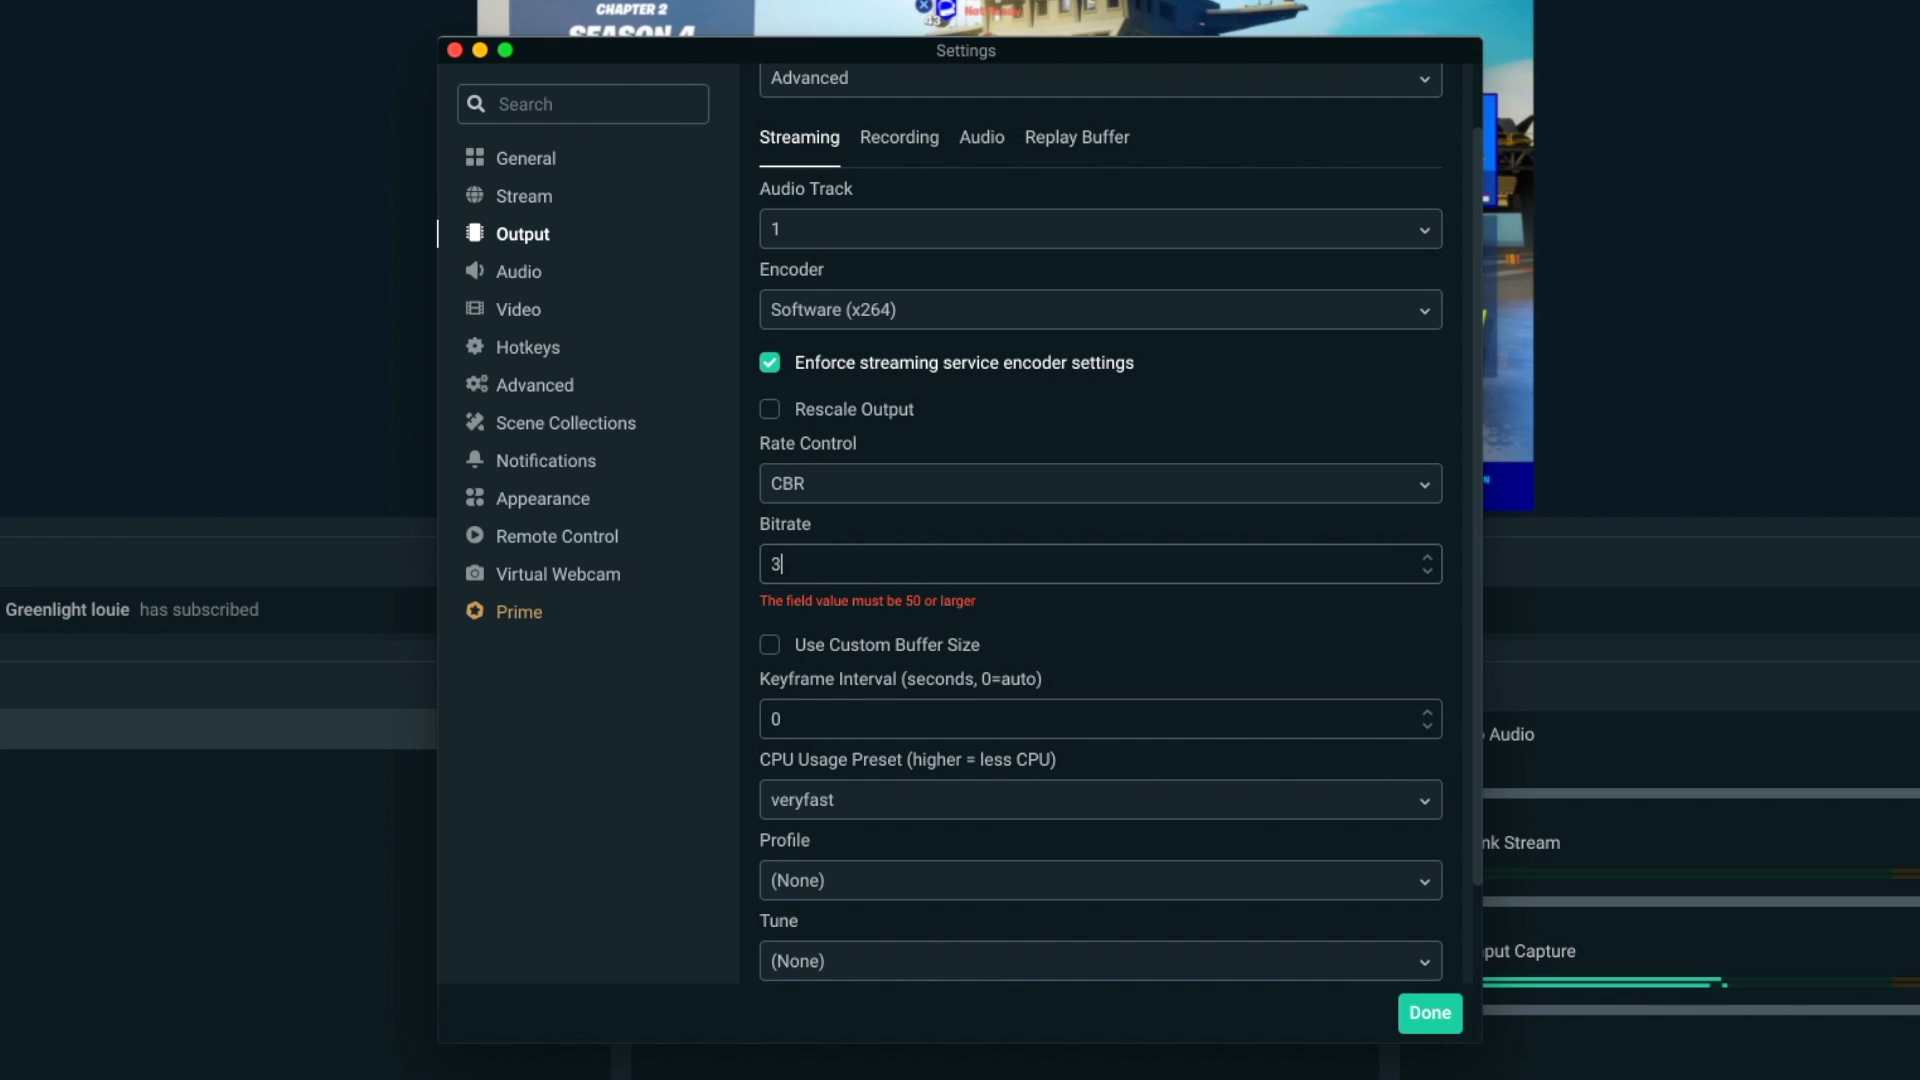 CHAPTER 2
SEASON 4
43
Settings
Advanced
Search
Streaming
Recording
Audio
Replay Buffer
General
Stream
Output
Audio
Video
Hotkeys
Advanced
Scene Collections
Notifications
Appearance
Remote Control
Virtual Webcam
Prime
Audio Track
1
Encoder
Software (x264)
Enforce streaming service encoder settings
Rescale Output
Rate Control
CBR
Bitrate
3
The field value must be 50 or larger
Use Custom Buffer Size
Keyframe Interval (seconds, 0=auto)
0
CPU Usage Preset (higher = less CPU)
veryfast
Profile
(None)
Tune
(None)
Done
Greenlight louie has subscribed
Audio
nk Stream
put Capture